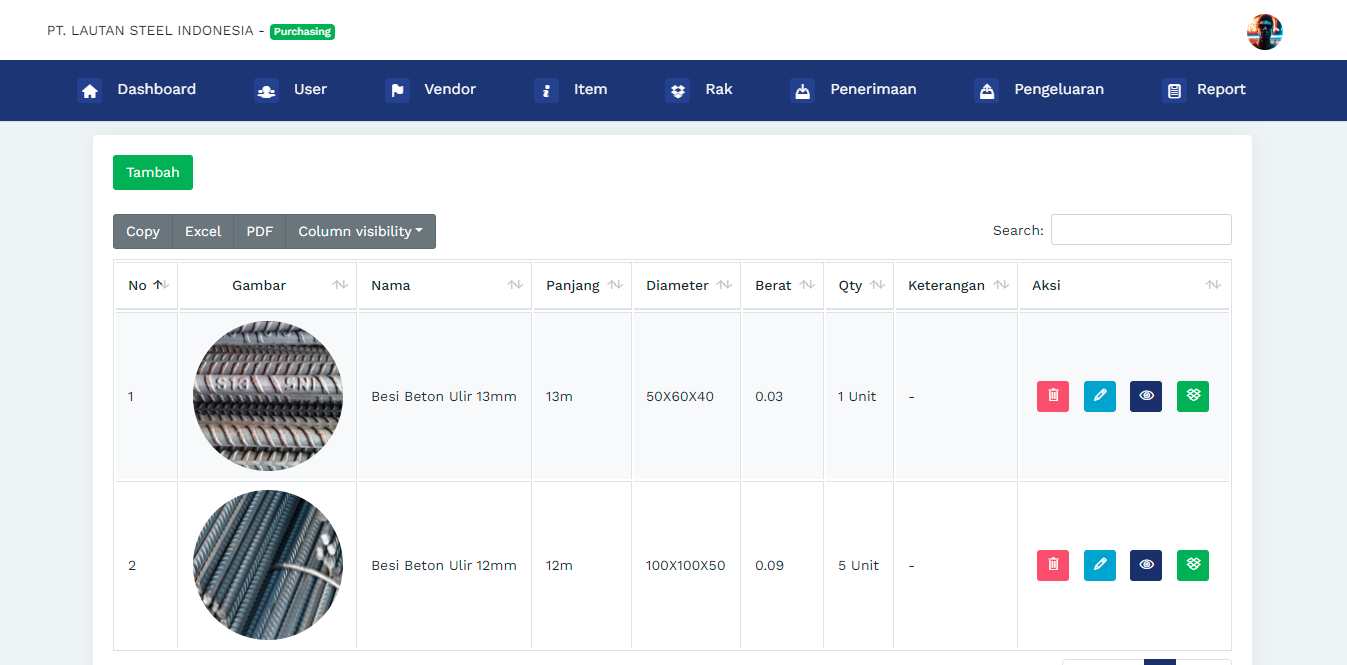 PT. LAUTAN STEEL INDONESIA - Purchasing
Dashboard User Vendor Item Rak Penerimaan Pengeluaran Report
Tambah
Copy Excel PDF Column visibility Search:
No Gambar Nama Panjang Diameter Berat Qty Keterangan Aksi
1 Besi Beton Ulir 13mm 13m 50X60X40 0.03 1 Unit -
2 Besi Beton Ulir 12mm 12m 100X100X50 0.09 5 Unit -